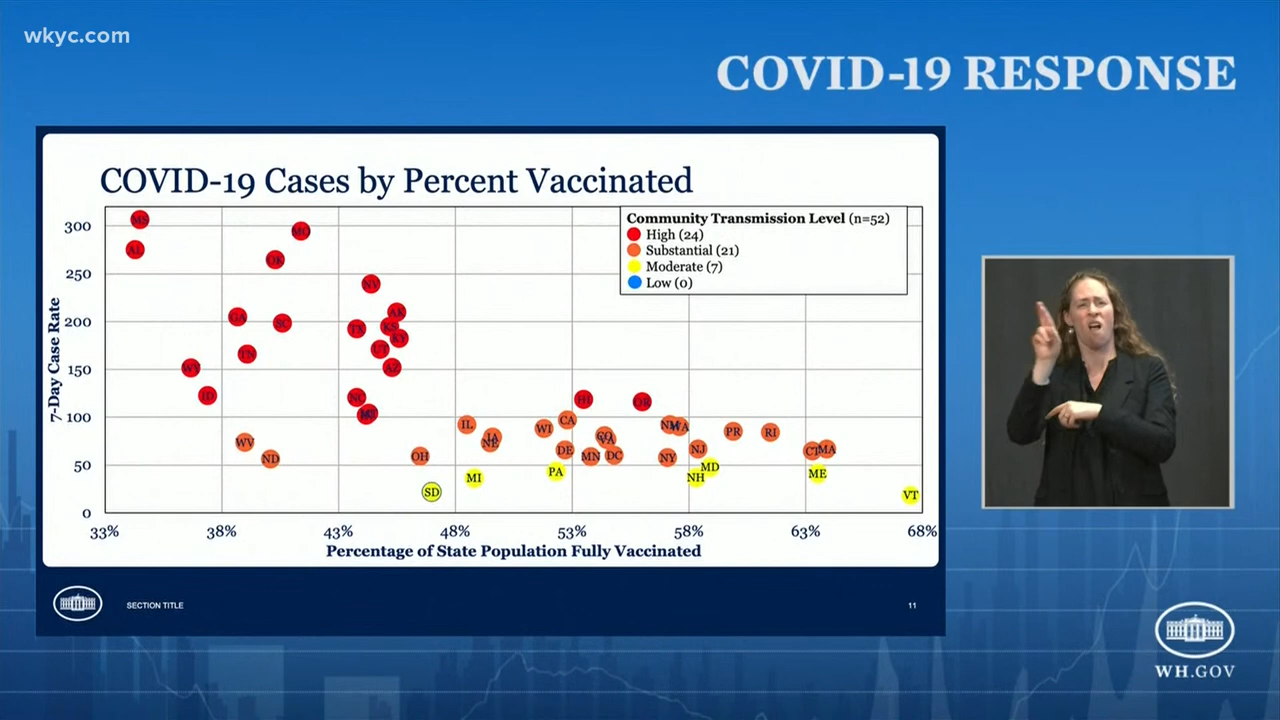 wkyc.com
COVID-19 RESPONSE
COVID-19 Cases by Percent Vaccinated
Community Transmission Level (n=52)
High (24)
Substantial (21)
Moderate (7)
Low (0)
7-Day Case Rate
300
250
200
150
100
50
0
MS
AL
MO
OK
NV
GA
SC
AK
TX
KS
KY
TN
UT
WY
AZ
ID
NC
HI
OR
WV
ND
OH
IL
IA
NE
WI
CA
CO
VA
DE
MN
DC
NM
WA
NY
NJ
PR
RI
CT
MA
SD
MI
PA
NH
MD
ME
VT
33%
38%
43%
48%
53%
58%
63%
68%
Percentage of State Population Fully Vaccinated
SECTION TITLE
11
WH.GOV